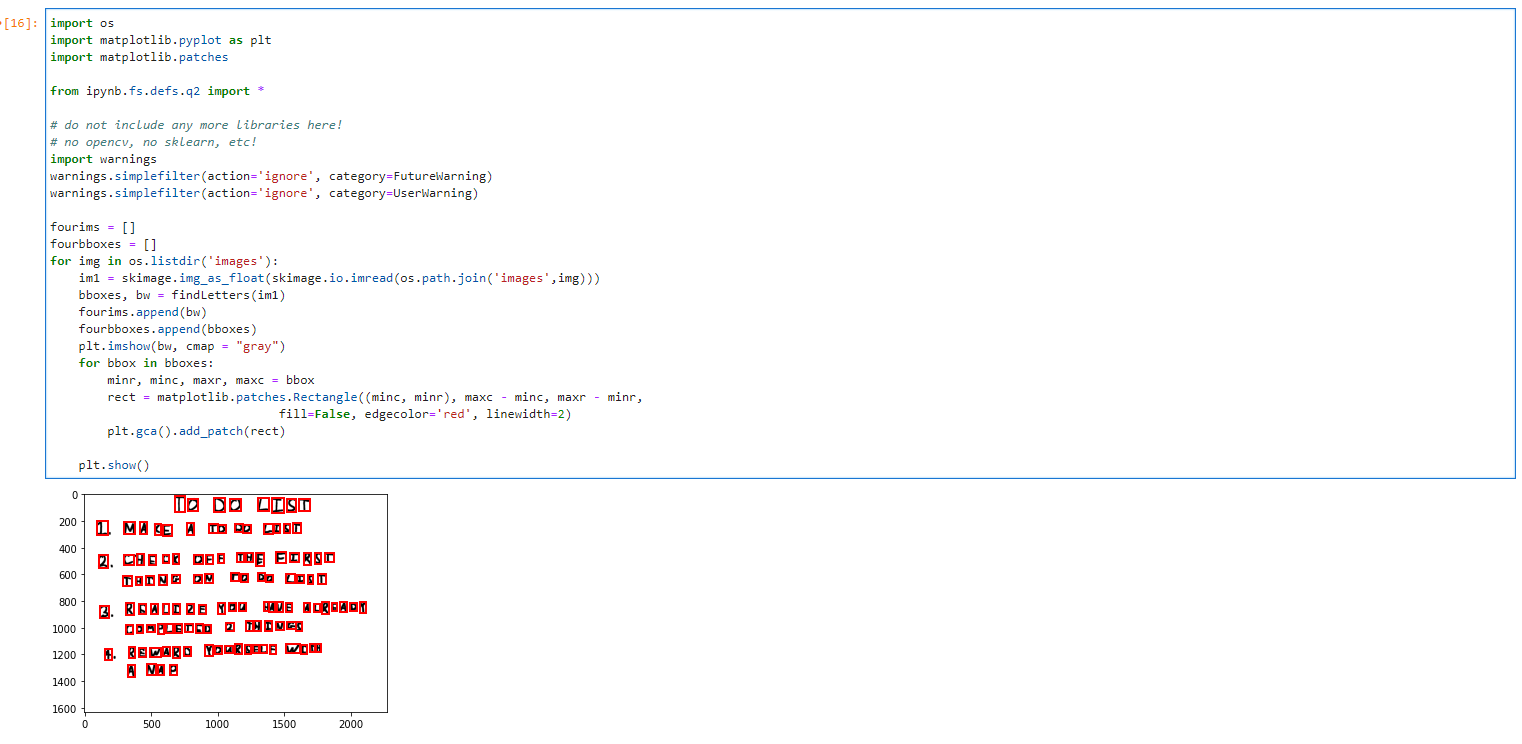 [16]:
import os
import matplotlib.pyplot as plt
import matplotlib.patches
from ipynb.fs.defs.q2 import *
# do not include any more libraries here!
# no opencv, no sklearn, etc!
import warnings
warnings.simplefilter(action='ignore', category=FutureWarning)
warnings.simplefilter(action='ignore', category=UserWarning)
fourims = []
fourbboxes = []
for img in os.listdir('images'):
    im1 = skimage.img_as_float(skimage.io.imread(os.path.join('images',img)))
    bboxes, bw = findLetters(im1)
    fourims.append(bw)
    fourbboxes.append(bboxes)
    plt.imshow(bw, cmap = "gray")
    for bbox in bboxes:
        minr, minc, maxr, maxc = bbox
        rect = matplotlib.patches.Rectangle((minc, minr), maxc - minc, maxr - minr,
                                fill=False, edgecolor='red', linewidth=2)
        plt.gca().add_patch(rect)
    plt.show()
0
200
400
600
800
1000
1200
1400
1600
TO DO LIST
1. MAKE A TO DO LIST
2. CHECK OFF THE FIRST
THING ON TO DO LIST
3. REALIZE YOU HAVE ALREADY
COMPLETED 2 THINGS
4. REWARD YOURSELF WITH
A NAP
0 500 1000 1500 2000